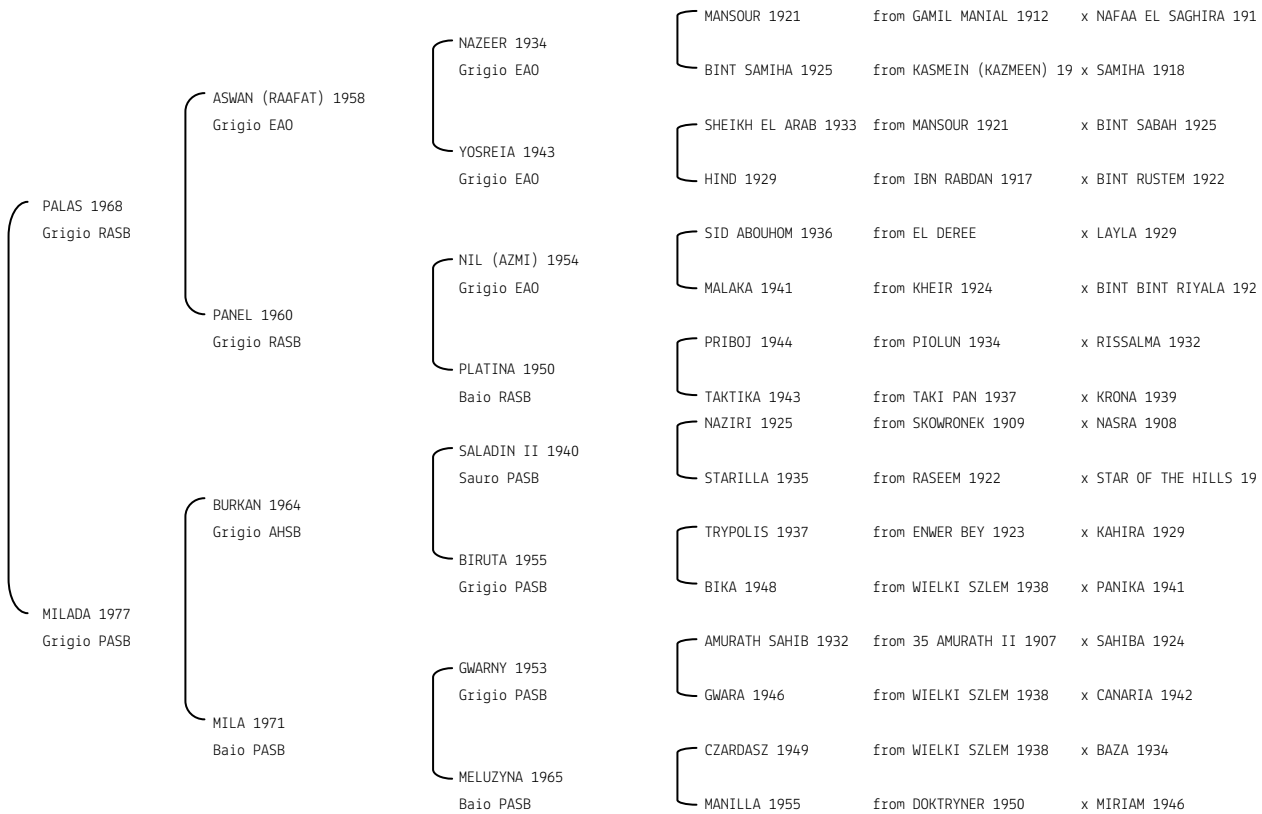 MANSOUR 1921 from GAMIL MANIAL 1912 x NAFAA EL SAGHIRA 191
NAZEER 1934
Grigio EAO
BINT SAMIHA 1925 from KASMEIN (KAZMEEN) 19 x SAMIHA 1918
ASWAN (RAAFAT) 1958
Grigio EAO
SHEIKH EL ARAB 1933 from MANSOUR 1921 x BINT SABAH 1925
YOSREIA 1943
Grigio EAO
HIND 1929 from IBN RABDAN 1917 x BINT RUSTEM 1922
PALAS 1968
Grigio RASB
SID ABOUHOM 1936 from EL DEREE x LAYLA 1929
NIL (AZMI) 1954
Grigio EAO
MALAKA 1941 from KHEIR 1924 x BINT BINT RIYALA 192
PANEL 1960
Grigio RASB
PRIBOJ 1944 from PIOLUN 1934 x RISSALMA 1932
PLATINA 1950
Baio RASB
TAKTIKA 1943 from TAKI PAN 1937 x KRONA 1939
NAZIRI 1925 from SKOWRONEK 1909 x NASRA 1908
SALADIN II 1940
Sauro PASB
STARILLA 1935 from RASEEM 1922 x STAR OF THE HILLS 19
BURKAN 1964
Grigio AHSB
TRYPOLIS 1937 from ENWER BEY 1923 x KAHIRA 1929
BIRUTA 1955
Grigio PASB
BIKA 1948 from WIELKI SZLEM 1938 x PANIKA 1941
MILADA 1977
Grigio PASB
AMURATH SAHIB 1932 from 35 AMURATH II 1907 x SAHIBA 1924
GWARNY 1953
Grigio PASB
GWARA 1946 from WIELKI SZLEM 1938 x CANARIA 1942
MILA 1971
Baio PASB
CZARDASZ 1949 from WIELKI SZLEM 1938 x BAZA 1934
MELUZYNA 1965
Baio PASB
MANILLA 1955 from DOKTRYNER 1950 x MIRIAM 1946